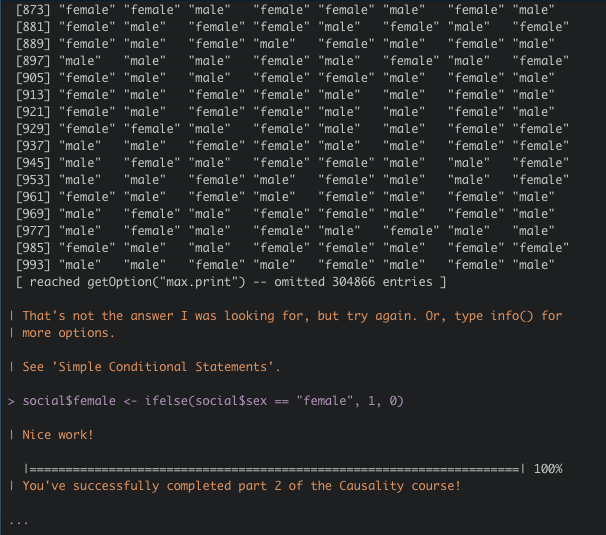 [873] "female" "female" "male"   "female" "female" "male"   "female" "male"
[881] "female" "male"   "female" "female" "male"   "female" "male"   "female"
[889] "female" "male"   "female" "male"   "female" "male"   "female" "male"
[897] "male"   "male"   "female" "female" "male"   "female" "male"   "female"
[905] "female" "male"   "female" "female" "female" "male"   "female" "male"
[913] "female" "male"   "female" "female" "male"   "male"   "female" "male"
[921] "female" "male"   "female" "female" "male"   "male"   "female" "male"
[929] "female" "female" "male"   "female" "male"   "male"   "female" "female"
[937] "male"   "male"   "female" "female" "male"   "male"   "female" "female"
[945] "male"   "female" "male"   "female" "female" "male"   "female" "male"
[953] "male"   "male"   "female" "male"   "female" "male"   "male"   "female"
[961] "female" "male"   "female" "male"   "female" "male"   "female" "male"
[969] "male"   "female" "male"   "female" "female" "male"   "female" "male"
[977] "male"   "female" "male"   "female" "male"   "female" "male"   "male"
[985] "female" "male"   "male"   "female" "female" "male"   "female" "female"
[993] "male"   "male"   "female" "male"   "female" "male"   "female" "male"
[ reached getOption("max.print") -- omitted 304866 entries ]
| That's not the answer I was looking for, but try again. Or, type info() for
| more options.
| See 'Simple Conditional Statements'.
> social$female <- ifelse(social$sex == "female", 1, 0)
| Nice work!
|====================================================================| 100%
| You've successfully completed part 2 of the Causality course!
...